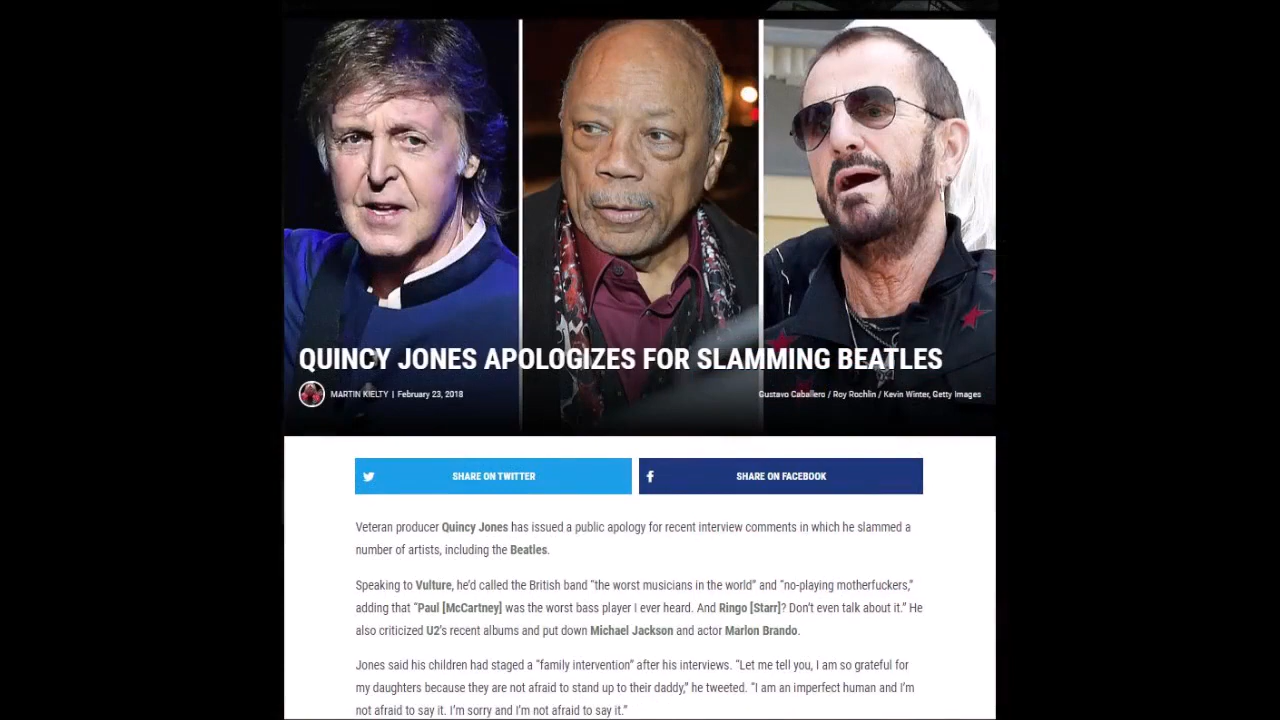 QUINCY JONES APOLOGIZES FOR SLAMMING BEATLES
MARTIN KIELTY | February 23, 2018
Gustavo Caballero / Roy Rochlin / Kevin Winter, Getty Images
SHARE ON TWITTER
SHARE ON FACEBOOK
Veteran producer Quincy Jones has issued a public apology for recent interview comments in which he slammed a
number of artists, including the Beatles.
Speaking to Vulture, he'd called the British band “the worst musicians in the world” and “no-playing motherfuckers,”
adding that “Paul [McCartney] was the worst bass player I ever heard. And Ringo [Starr]? Don't even talk about it.” He
also criticized U2's recent albums and put down Michael Jackson and actor Marlon Brando.
Jones said his children had staged a “family intervention” after his interviews. “Let me tell you, I am so grateful for
my daughters because they are not afraid to stand up to their daddy,” he tweeted. “I am an imperfect human and I'm
not afraid to say it. I'm sorry and I'm not afraid to say it.”